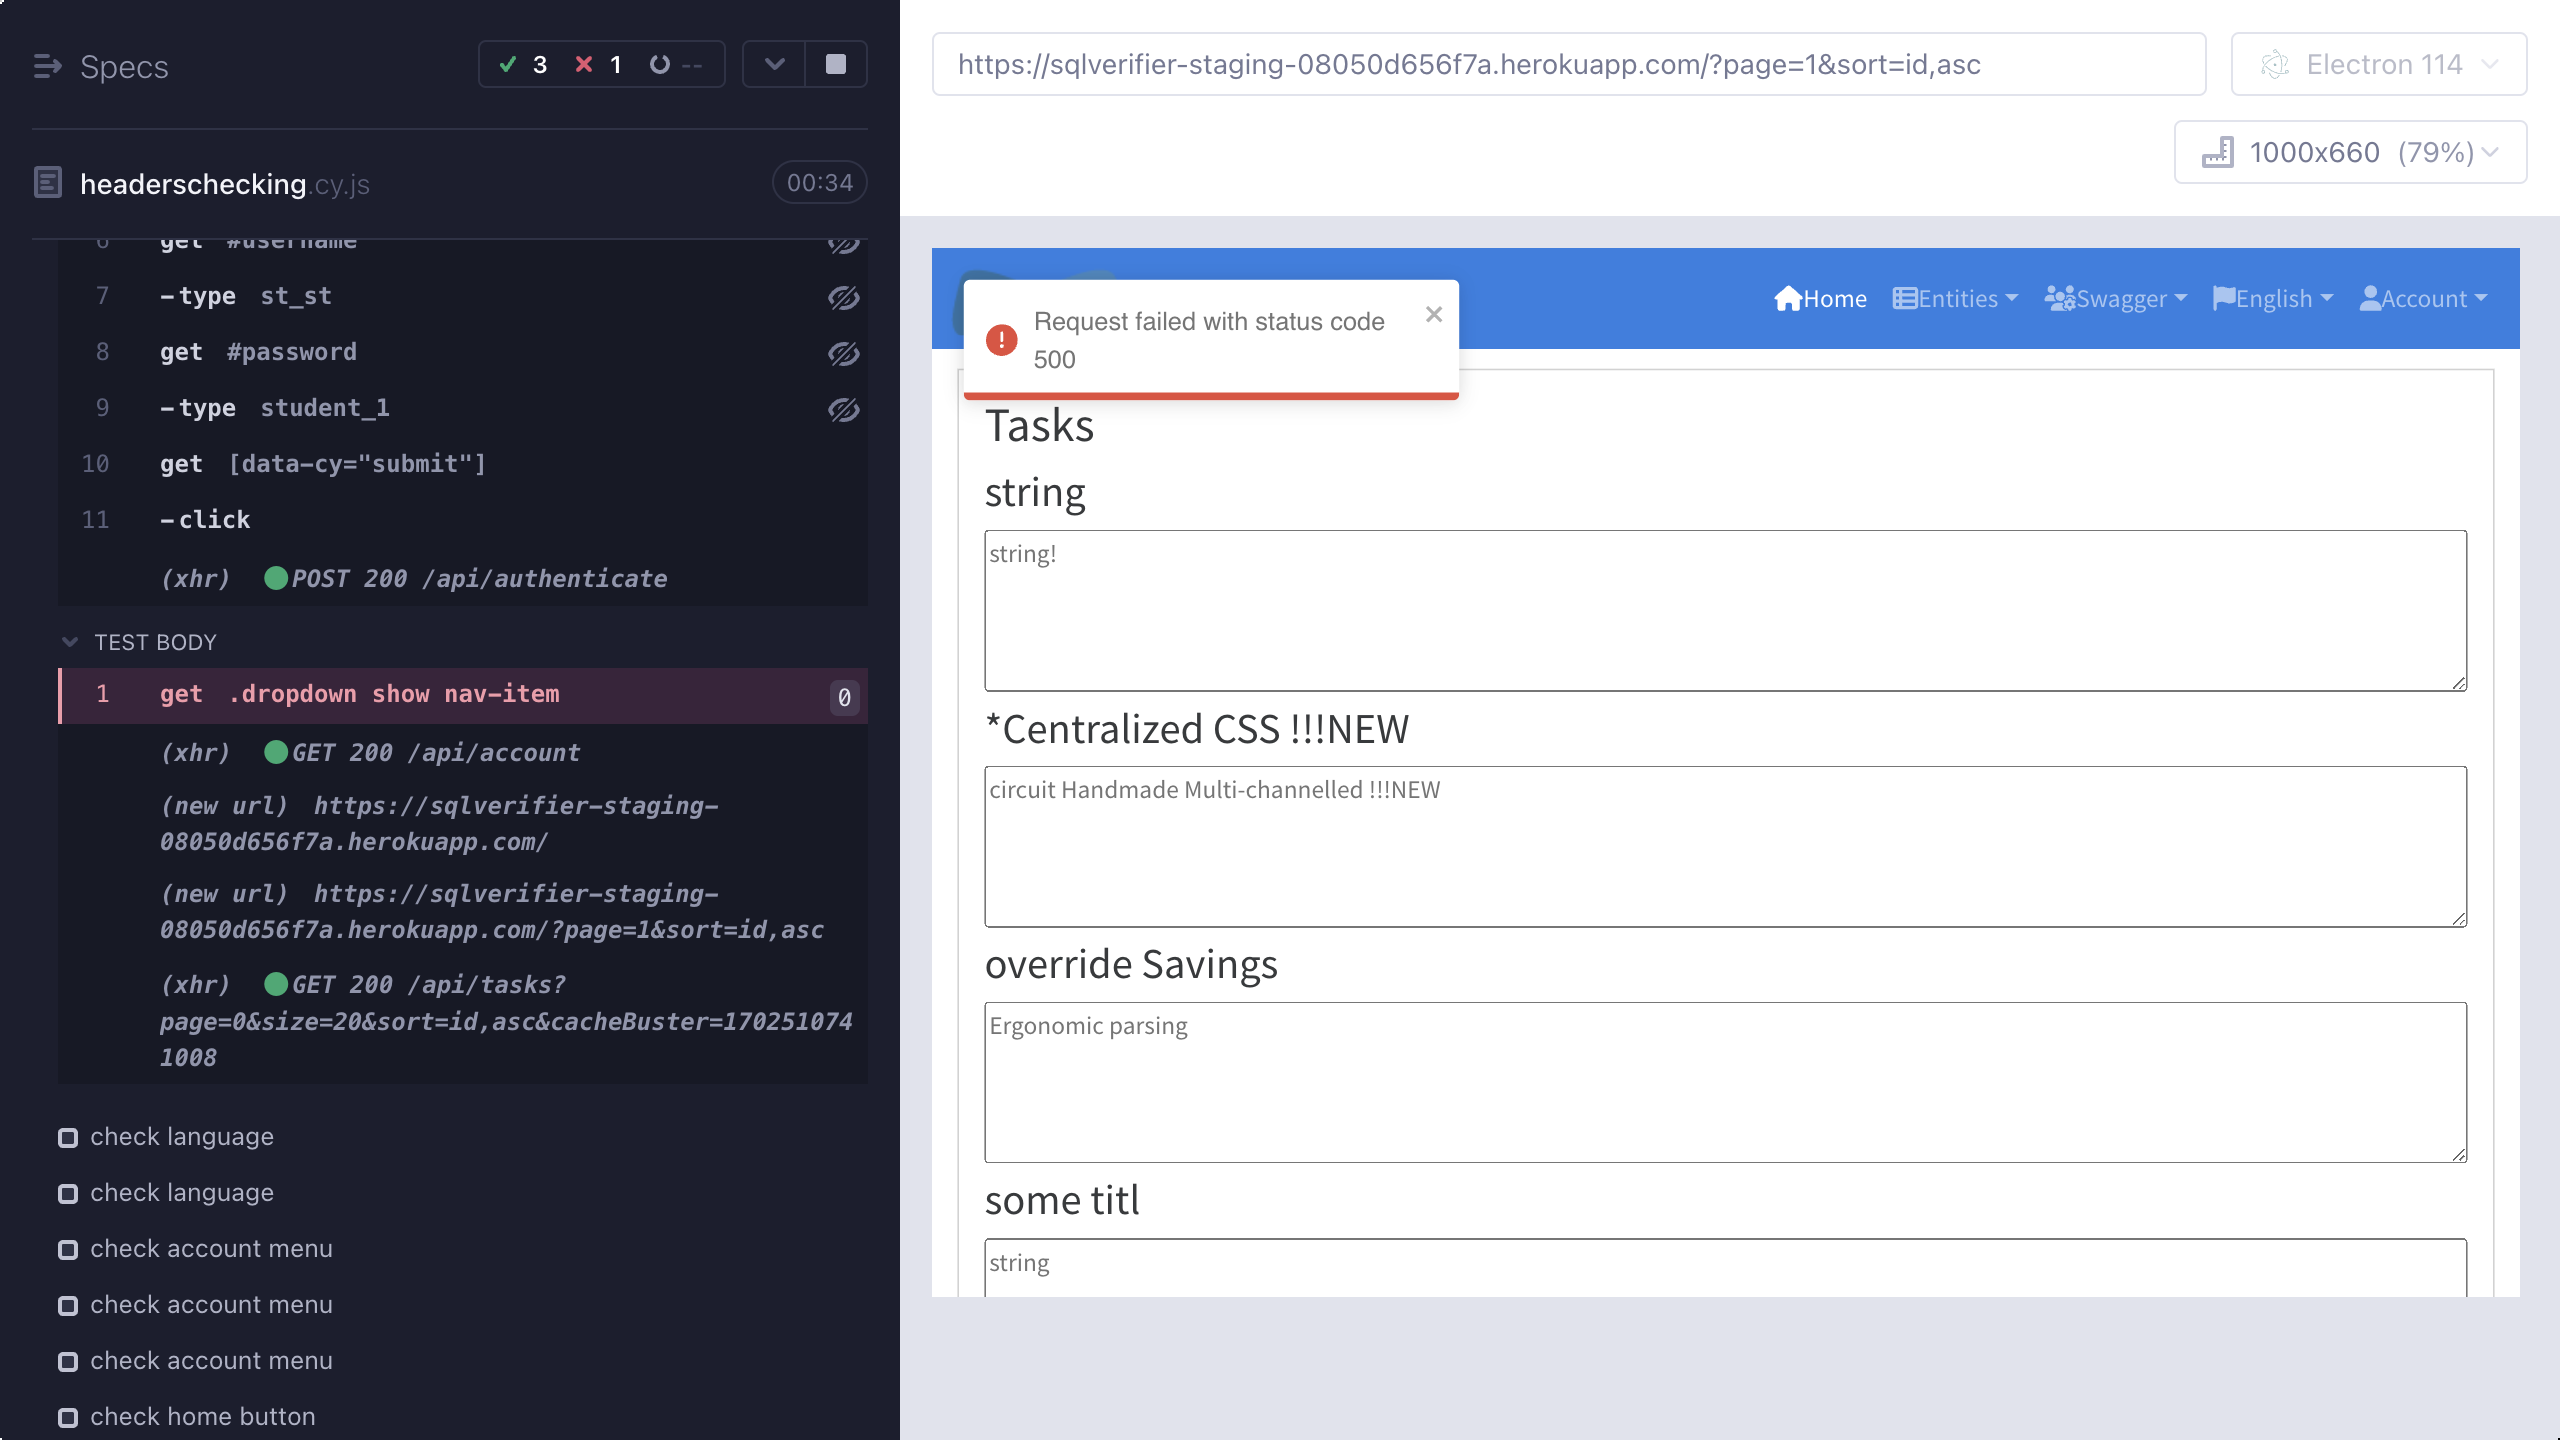 Specs
3 1 --
headerschecking.cy.js 00:34
6 get #username
7 -type st_st
8 get #password
9 -type student_1
10 get [data-cy="submit"]
11 -click
(xhr) POST 200 /api/authenticate
TEST BODY
1 get .dropdown show nav-item 0
(xhr) GET 200 /api/account
(new url) https://sqlverifier-staging-
08050d656f7a.herokuapp.com/
(new url) https://sqlverifier-staging-
08050d656f7a.herokuapp.com/?page=1&sort=id,asc
(xhr) GET 200 /api/tasks?
page=0&size=20&sort=id,asc&cacheBuster=170251074
1008
check language
check language
check account menu
check account menu
check account menu
check home button
https://sqlverifier-staging-08050d656f7a.herokuapp.com/?page=1&sort=id,asc
Electron 114
1000x660 (79%)
Home Entities Swagger English Account
Request failed with status code
500
Tasks
string
string!
*Centralized CSS !!!NEW
circuit Handmade Multi-channelled !!!NEW
override Savings
Ergonomic parsing
some titl
string